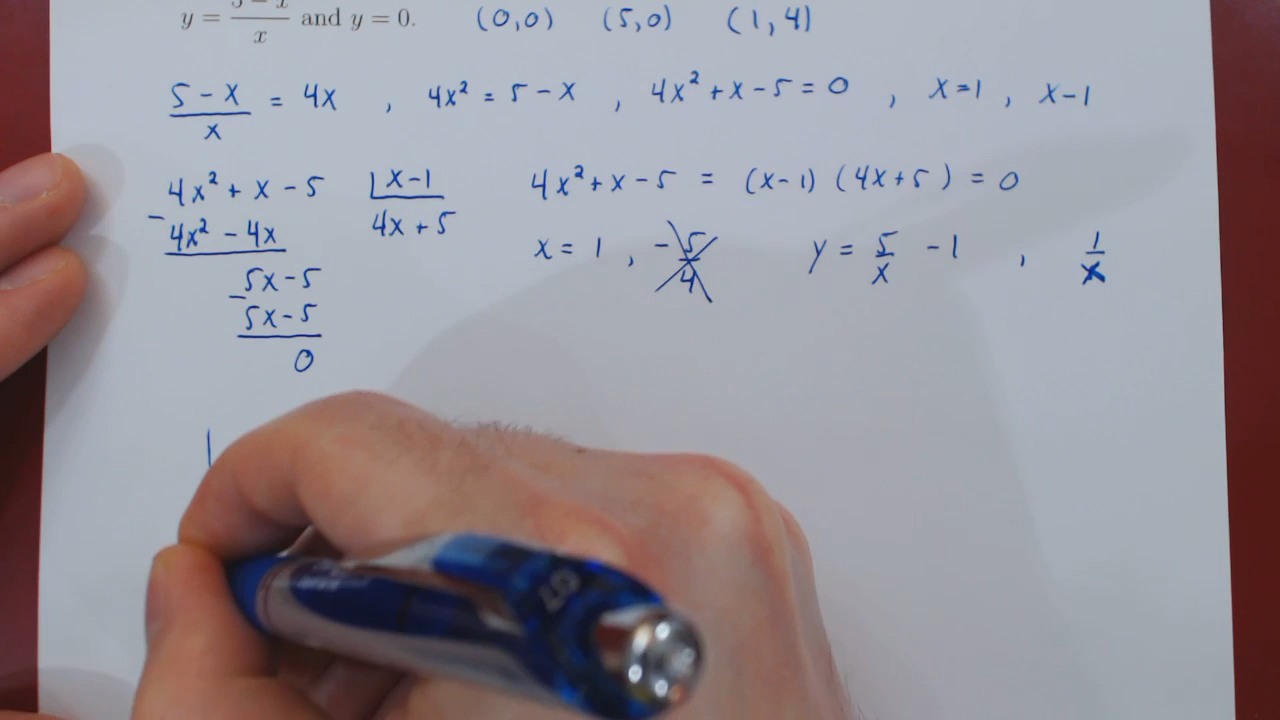 y = 5 − x / x and y = 0. (0,0) (5,0) (1,4)
5 - x / x = 4x , 4x² = 5 - x , 4x² + x - 5 = 0 , x = 1 , x - 1
4x² + x - 5 | x - 1 4x² + x - 5 = (x-1) (4x+5) = 0
- 4x² - 4x 4x + 5 x = 1 , - 5/4 y = 5/x - 1 , 1/x
5x - 5
- 5x - 5
0